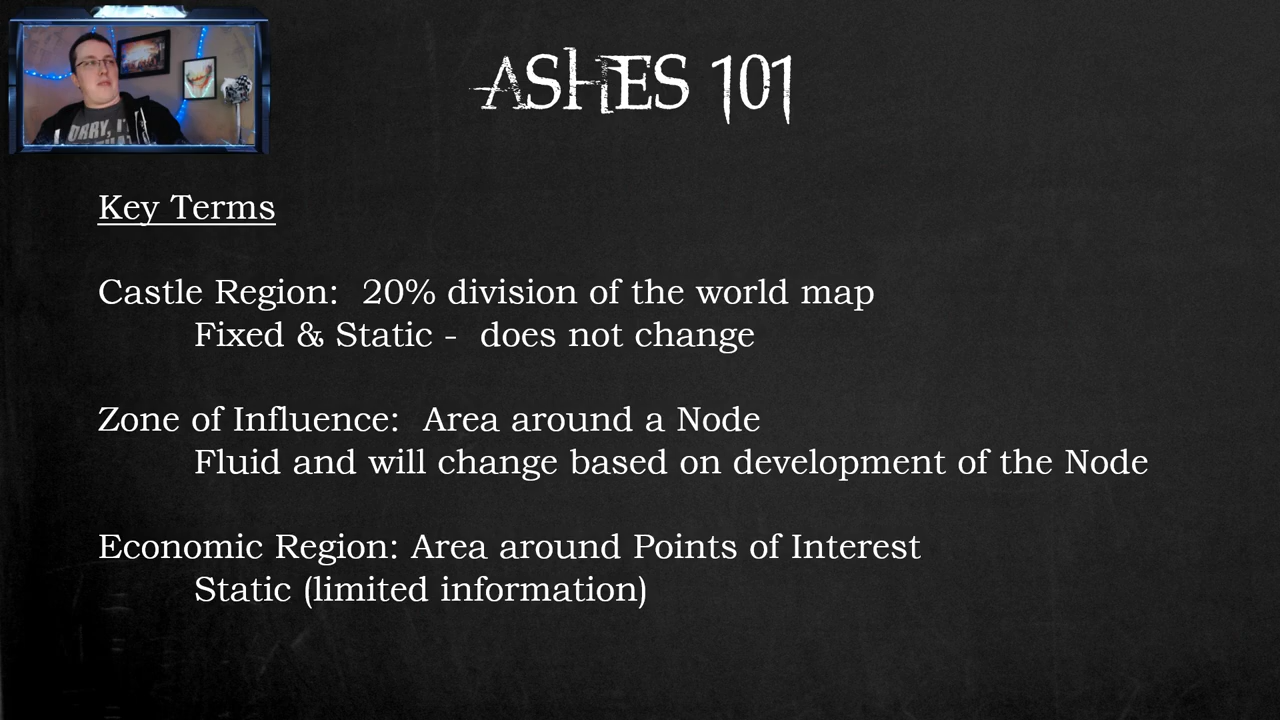 ASHES 101
Key Terms
Castle Region: 20% division of the world map
Fixed & Static - does not change
Zone of Influence: Area around a Node
Fluid and will change based on development of the Node
Economic Region: Area around Points of Interest
Static (limited information)